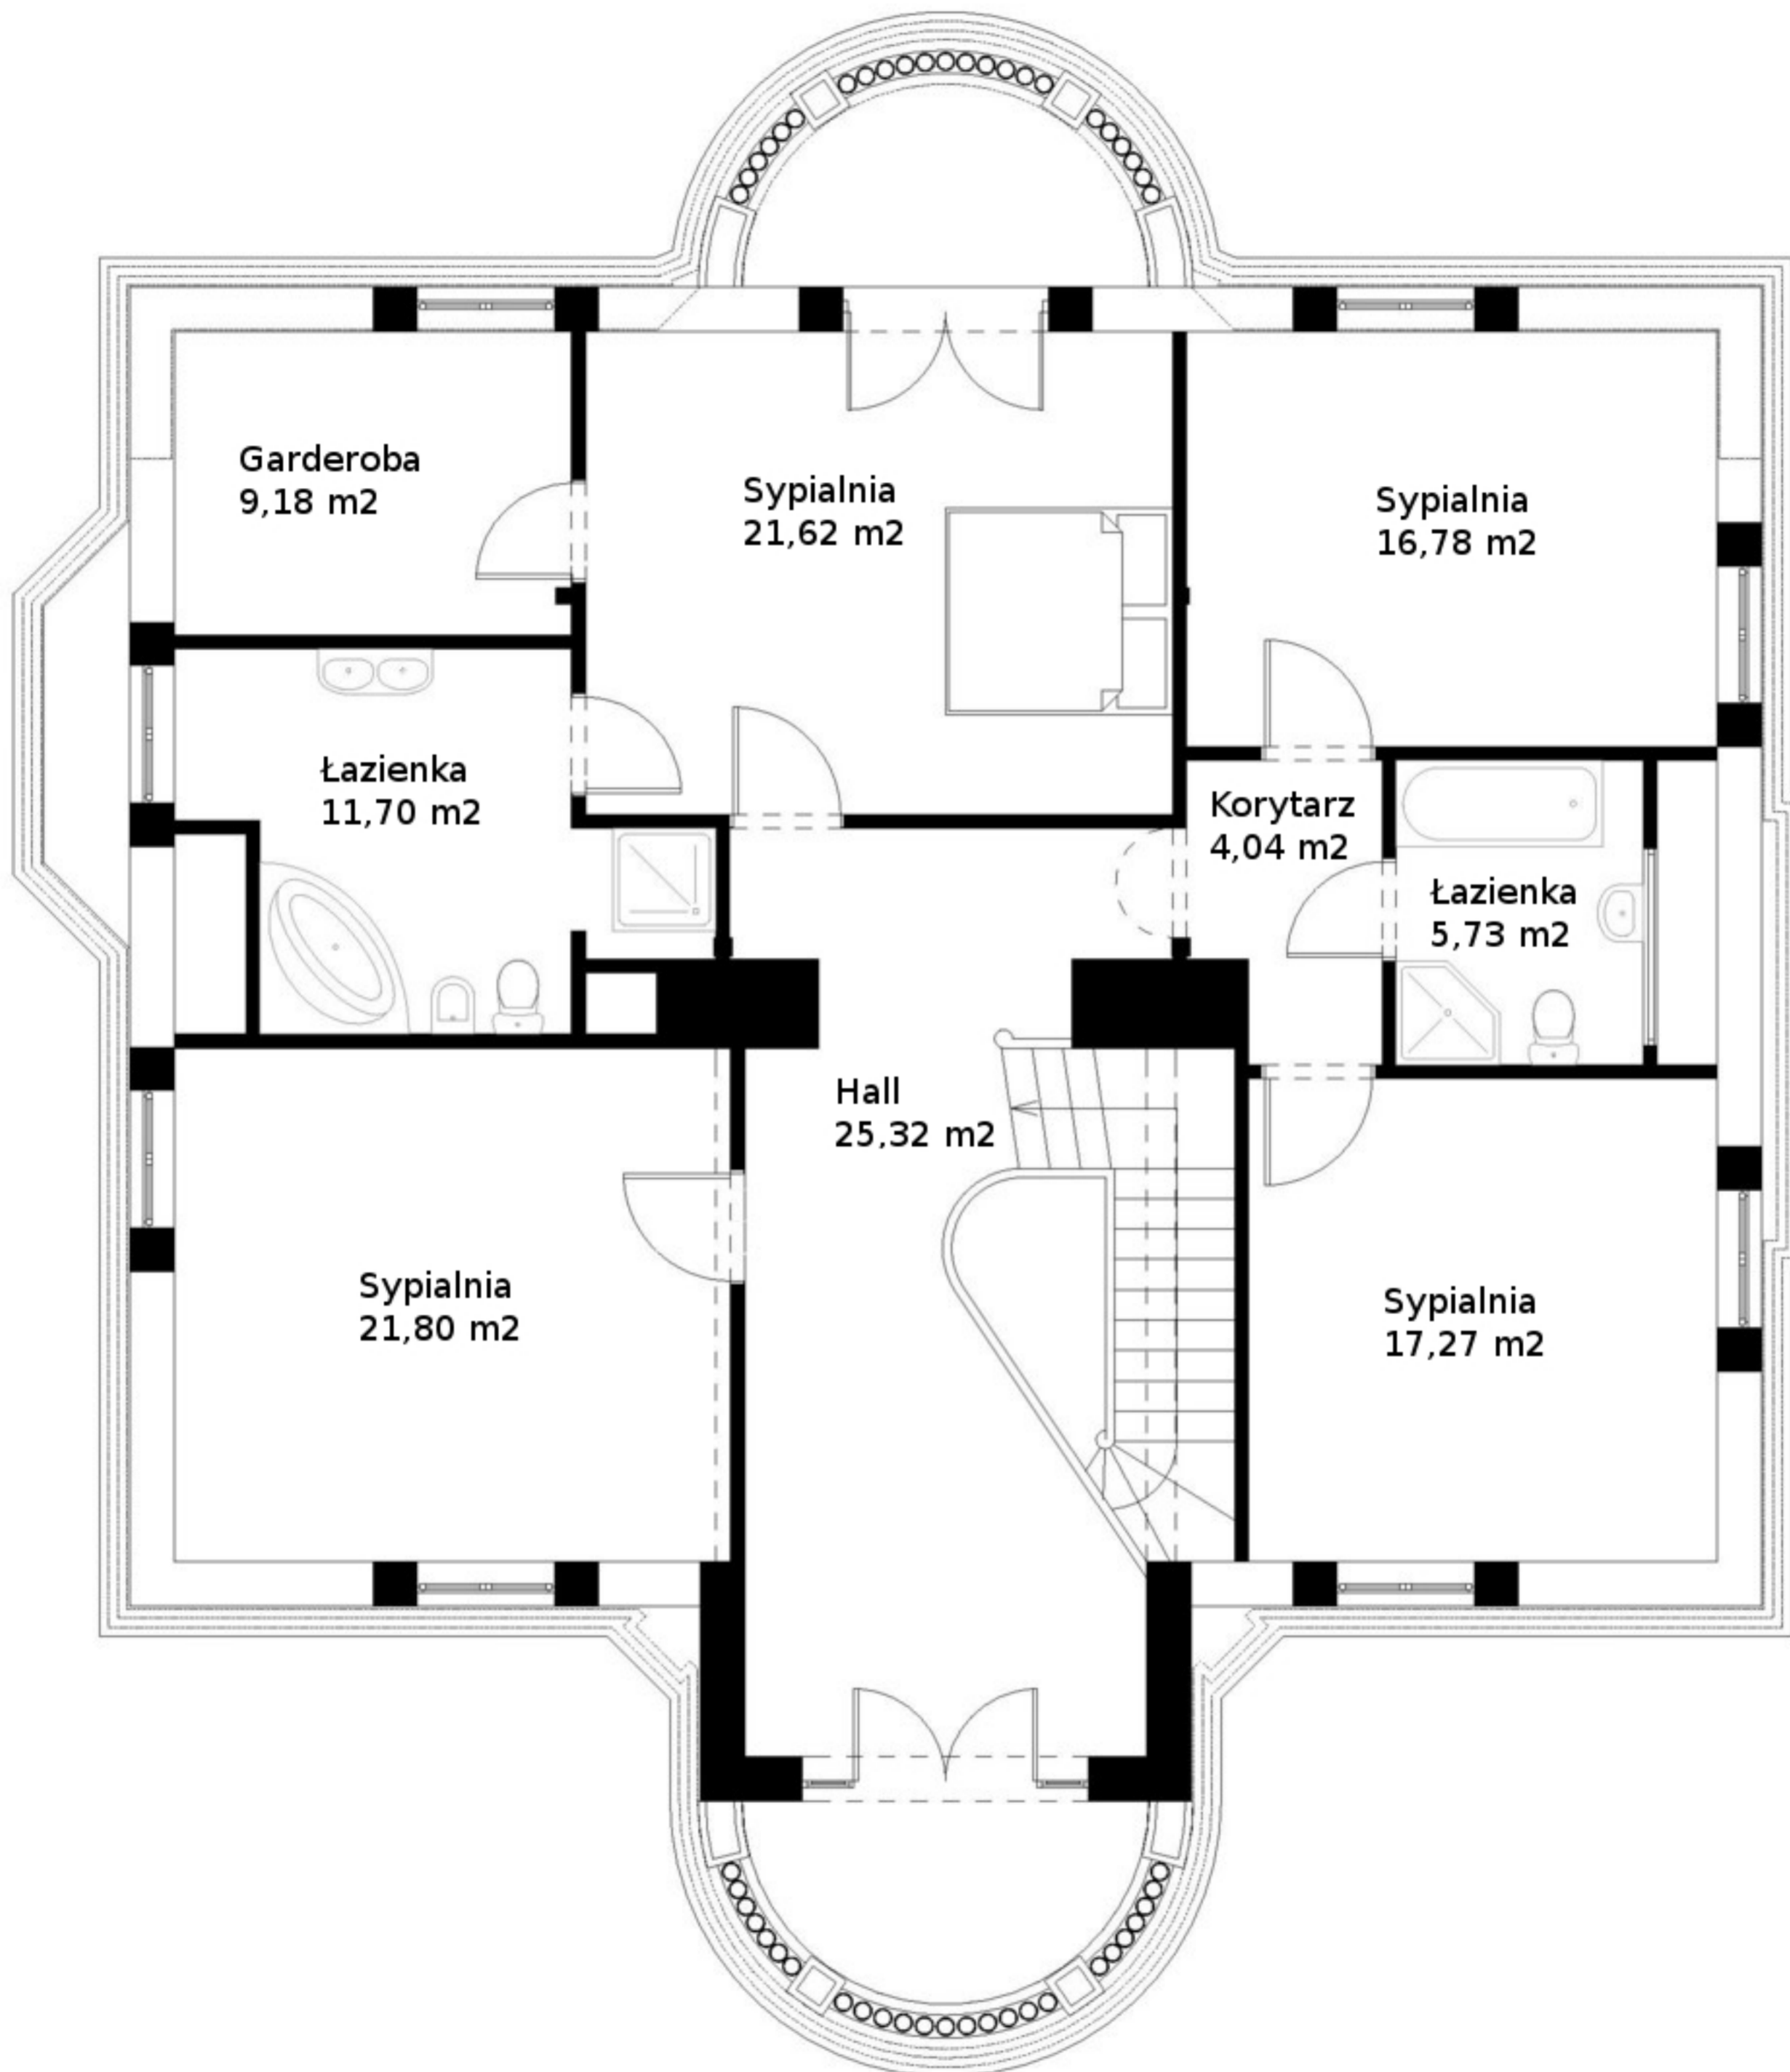 Garderoba
9,18 m2
Sypialnia
21,62 m2
Sypialnia
16,78 m2
Łazienka
11,70 m2
Korytarz
4,04 m2
Łazienka
5,73 m2
Hall
25,32 m2
Sypialnia
21,80 m2
Sypialnia
17,27 m2